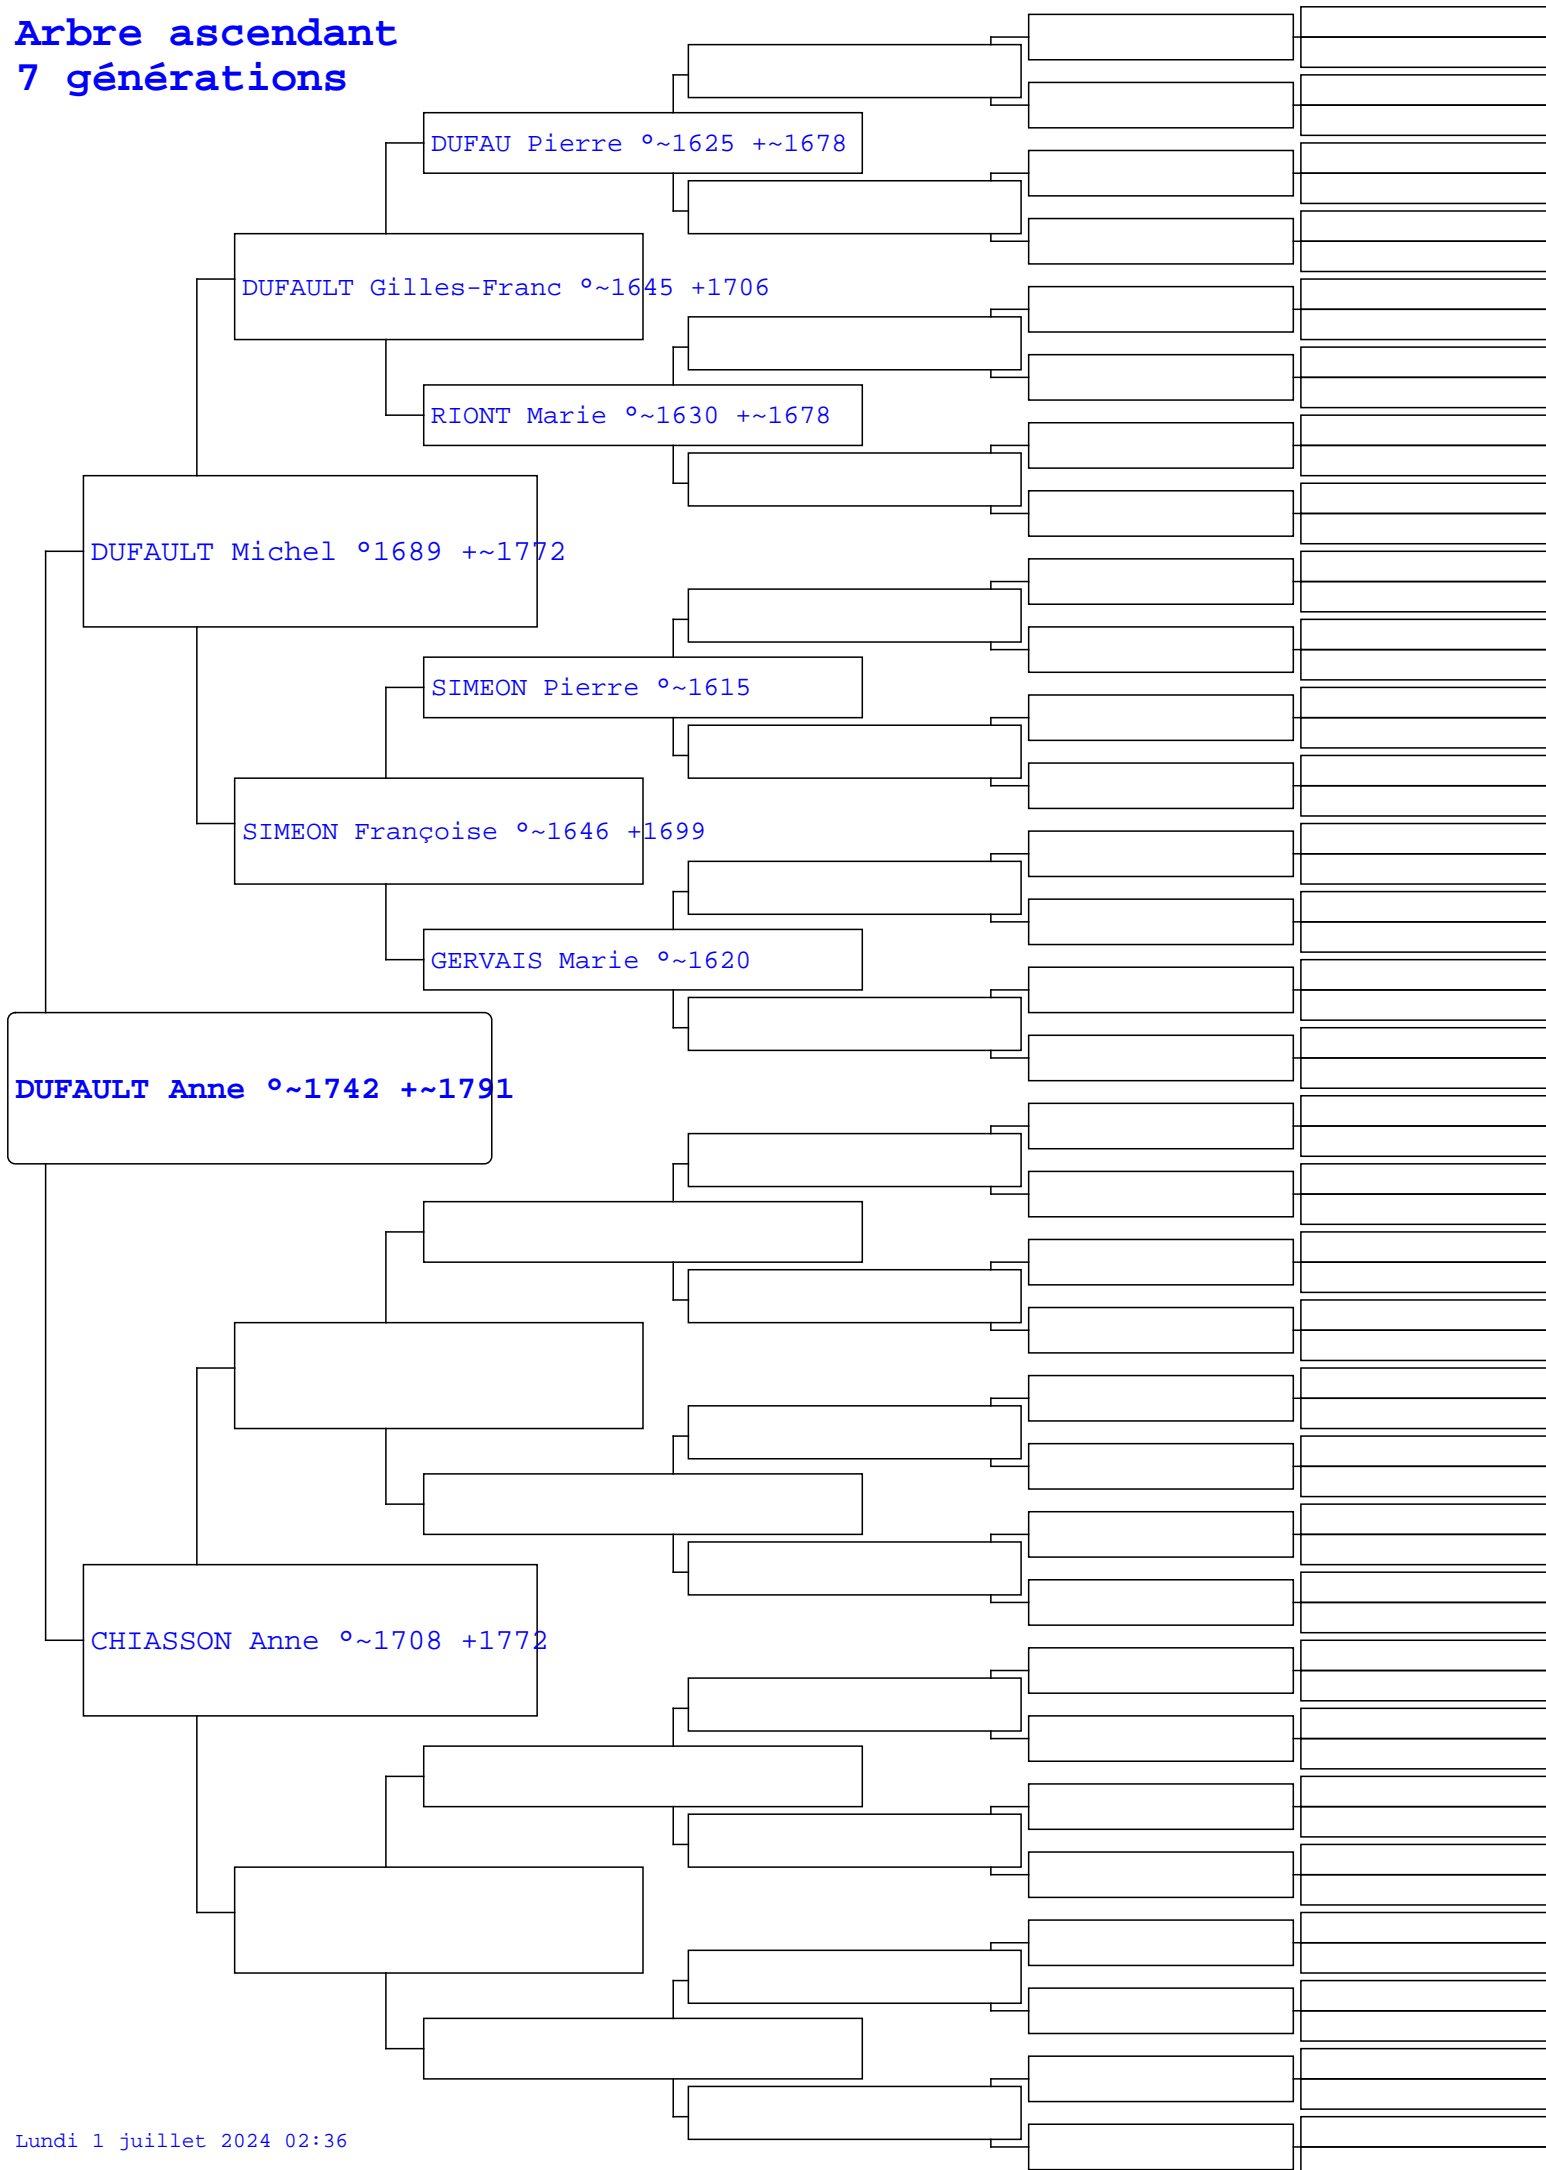 Arbre ascendant
7 générations
DUFAU Pierre °~1625 +~1678
DUFAULT Gilles-Franc °~1645 +1706
RIONT Marie °~1630 +~1678
DUFAULT Michel °1689 +~1772
SIMEON Pierre °~1615
SIMEON Françoise °~1646 +1699
GERVAIS Marie °~1620
DUFAULT Anne °~1742 +~1791
CHIASSON Anne °~1708 +1772
Lundi 1 juillet 2024 02:36